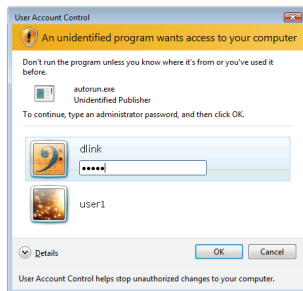 User Account Control
An unidentified program wants access to your computer
Don't run the program unless you know where it's from or you've used it
before.
autorun.exe
Unidentified Publisher
To continue, type an administrator password, and then click OK.
dlink
•••••
user1
Details
OK Cancel
User Account Control helps stop unauthorized changes to your computer.